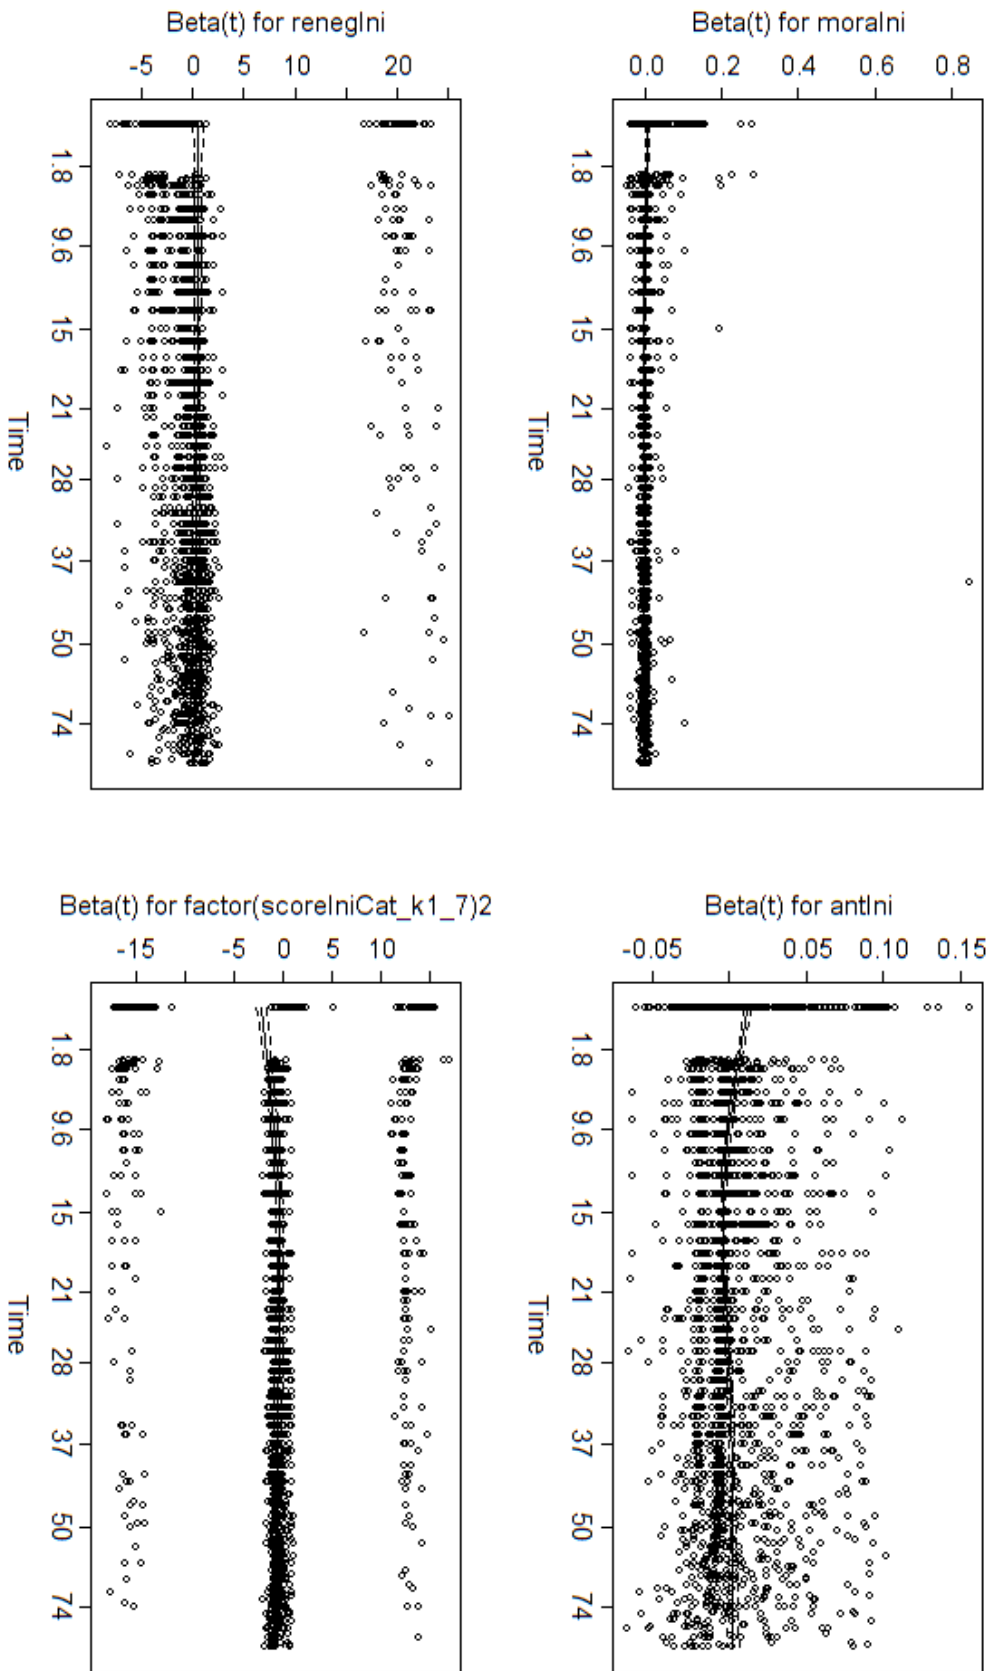 Beta(t) for renegIni
-5 0 5 10 20
1.8 9.6 15 21 28 37 50 74
Time
Beta(t) for moraIni
0.0 0.2 0.4 0.6 0.8
1.8 9.6 15 21 28 37 50 74
Time
Beta(t) for factor(scoreIniCat_k1_7)2
-15 -5 0 5 10
1.8 9.6 15 21 28 37 50 74
Time
Beta(t) for antIni
-0.05 0.05 0.10 0.15
1.8 9.6 15 21 28 37 50 74
Time